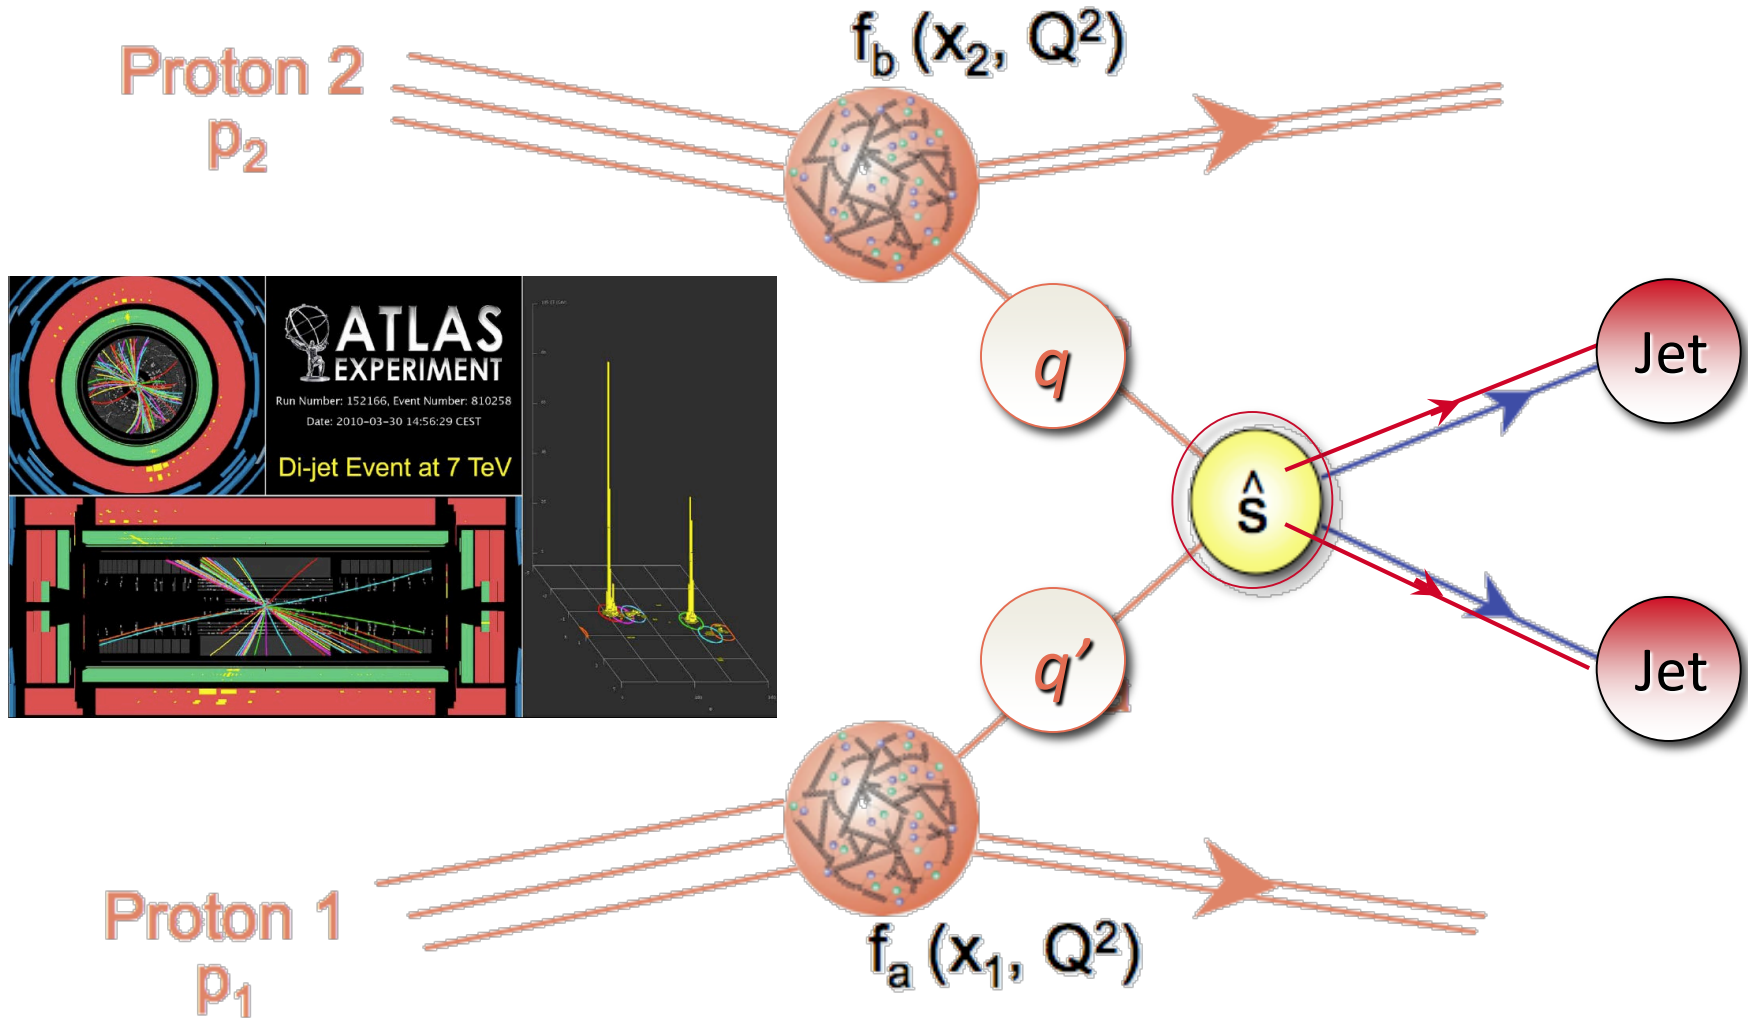 f_b (x₂, Q²)
Proton 2
p₂
q
Jet
ATLAS
EXPERIMENT
Run Number: 152166, Event Number: 810258
Date: 2010-03-30 14:56:29 CEST
Di-jet Event at 7 TeV
ŝ
q’
Jet
Proton 1
p₁
fₐ (x₁, Q²)